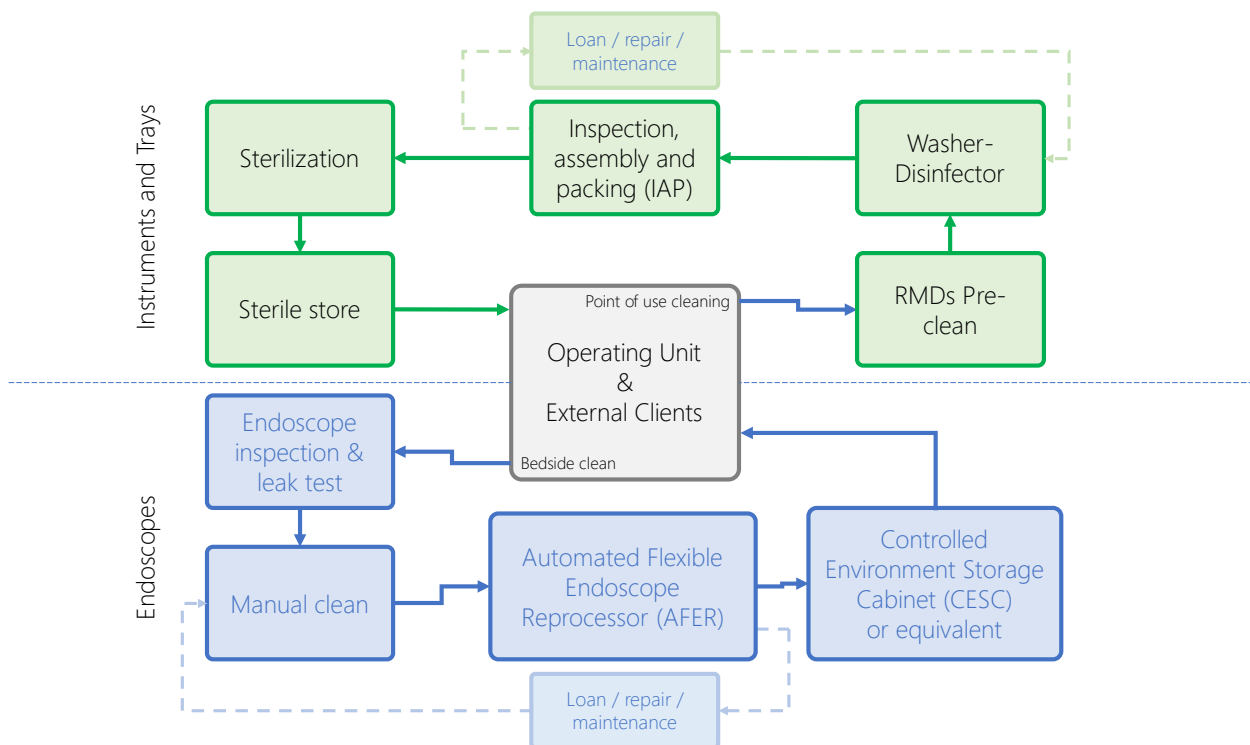 Loan / repair /
maintenance
Instruments and Trays
Sterilization
Inspection,
assembly and
packing (IAP)
Washer-
Disinfector
Sterile store
Point of use cleaning
Operating Unit
&
External Clients
Bedside clean
RMDs Pre-
clean
Endoscopes
Endoscope
inspection &
leak test
Manual clean
Automated Flexible
Endoscope
Reprocessor (AFER)
Controlled
Environment Storage
Cabinet (CESC)
or equivalent
Loan / repair /
maintenance